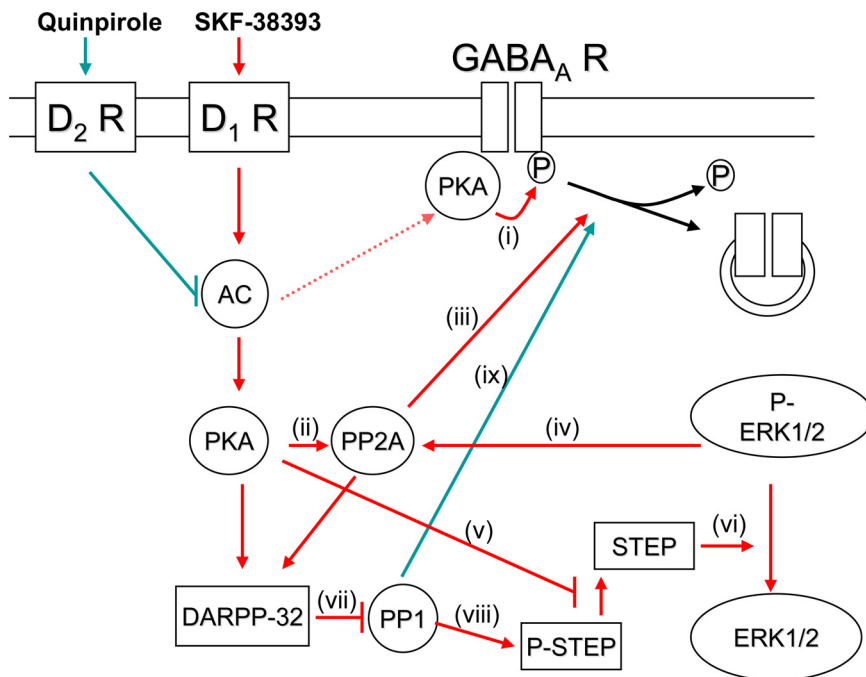 Quinpirole SKF-38393
GABA_A R
D₂ R D₁ R
PKA P P
(i)
AC
(iii)
(ix)
P-
ERK1/2
PKA (ii) PP2A (iv)
(v) (vi)
STEP
DARPP-32 (vii) PP1 (viii) P-STEP ERK1/2